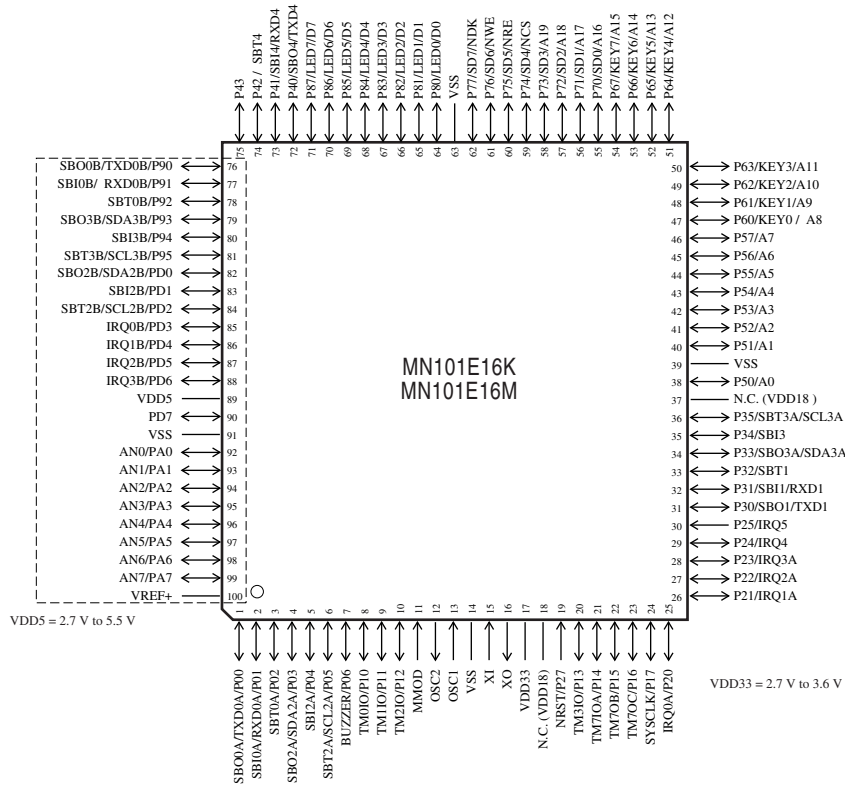 P43
P42 / SBT4
P41/SBI4/RXD4
P40/SBO4/TXD4
P87/LED7/D7
P86/LED6/D6
P85/LED5/D5
P84/LED4/D4
P83/LED3/D3
P82/LED2/D2
P81/LED1/D1
P80/LED0/D0
VSS
P77/SD7/NDK
P76/SD6/NWE
P75/SD5/NRE
P74/SD4/NCS
P73/SD3/A19
P72/SD2/A18
P71/SD1/A17
P70/SD0/A16
P67/KEY7/A15
P66/KEY6/A14
P65/KEY5/A13
P64/KEY4/A12
75 74 73 72 71 70 69 68 67 66 65 64 63 62 61 60 59 58 57 56 55 54 53 52 51
SBO0B/TXD0B/P90 76
SBI0B/ RXD0B/P91 77
SBT0B/P92 78
SBO3B/SDA3B/P93 79
SBI3B/P94 80
SBT3B/SCL3B/P95 81
SBO2B/SDA2B/PD0 82
SBI2B/PD1 83
SBT2B/SCL2B/PD2 84
IRQ0B/PD3 85
IRQ1B/PD4 86
IRQ2B/PD5 87
IRQ3B/PD6 88
VDD5 89
PD7 90
VSS 91
AN0/PA0 92
AN1/PA1 93
AN2/PA2 94
AN3/PA3 95
AN4/PA4 96
AN5/PA5 97
AN6/PA6 98
AN7/PA7 99
VREF+ 100
VDD5 = 2.7 V to 5.5 V
MN101E16K
MN101E16M
50 P63/KEY3/A11
49 P62/KEY2/A10
48 P61/KEY1/A9
47 P60/KEY0 / A8
46 P57/A7
45 P56/A6
44 P55/A5
43 P54/A4
42 P53/A3
41 P52/A2
40 P51/A1
39 VSS
38 P50/A0
37 N.C. (VDD18 )
36 P35/SBT3A/SCL3A
35 P34/SBI3
34 P33/SBO3A/SDA3A
33 P32/SBT1
32 P31/SBI1/RXD1
31 P30/SBO1/TXD1
30 P25/IRQ5
29 P24/IRQ4
28 P23/IRQ3A
27 P22/IRQ2A
26 P21/IRQ1A
VDD33 = 2.7 V to 3.6 V
1 2 3 4 5 6 7 8 9 10 11 12 13 14 15 16 17 18 19 20 21 22 23 24 25
SBO0A/TXD0A/P00
SBI0A/RXD0A/P01
SBT0A/P02
SBO2A/SDA2A/P03
SBI2A/P04
SBT2A/SCL2A/P05
BUZZER/P06
TM0IO/P10
TM1IO/P11
TM2IO/P12
MMOD
OSC2
OSC1
VSS
XI
XO
VDD33
N.C. (VDD18)
NRST/P27
TM3IO/P13
TM7IOA/P14
TM7OB/P15
TM7OC/P16
SYSCLK/P17
IRQ0A/P20